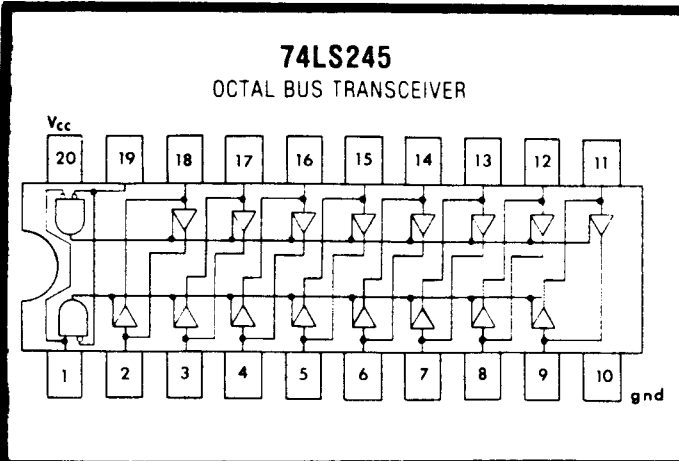 74LS245
OCTAL BUS TRANSCEIVER
Vcc
20 19 18 17 16 15 14 13 12 11
1 2 3 4 5 6 7 8 9 10
gnd